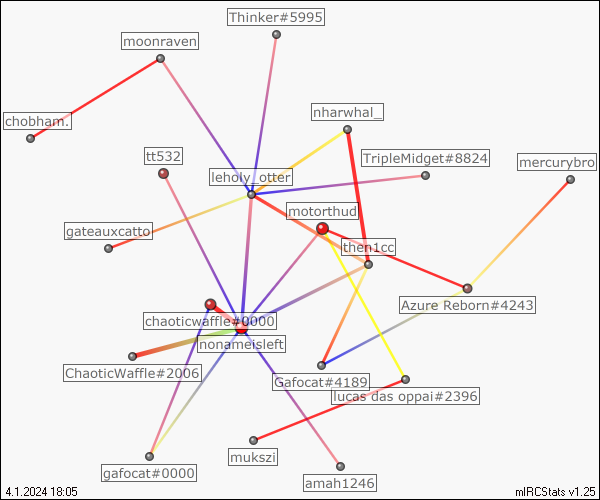 Thinker#5995
moonraven
chobham.
nharwhal_
tt532
TripleMidget#8824
mercurybro
leholy_otter
motorthud
gateauxcatto
then1cc
Azure Reborn#4243
chaoticwaffle#0000
nonameisleft
ChaoticWaffle#2006
Gafocat#4189
lucas das oppai#2396
mukszi
gafocat#0000
amah1246
4.1.2024 18:05
mIRCStats v1.25